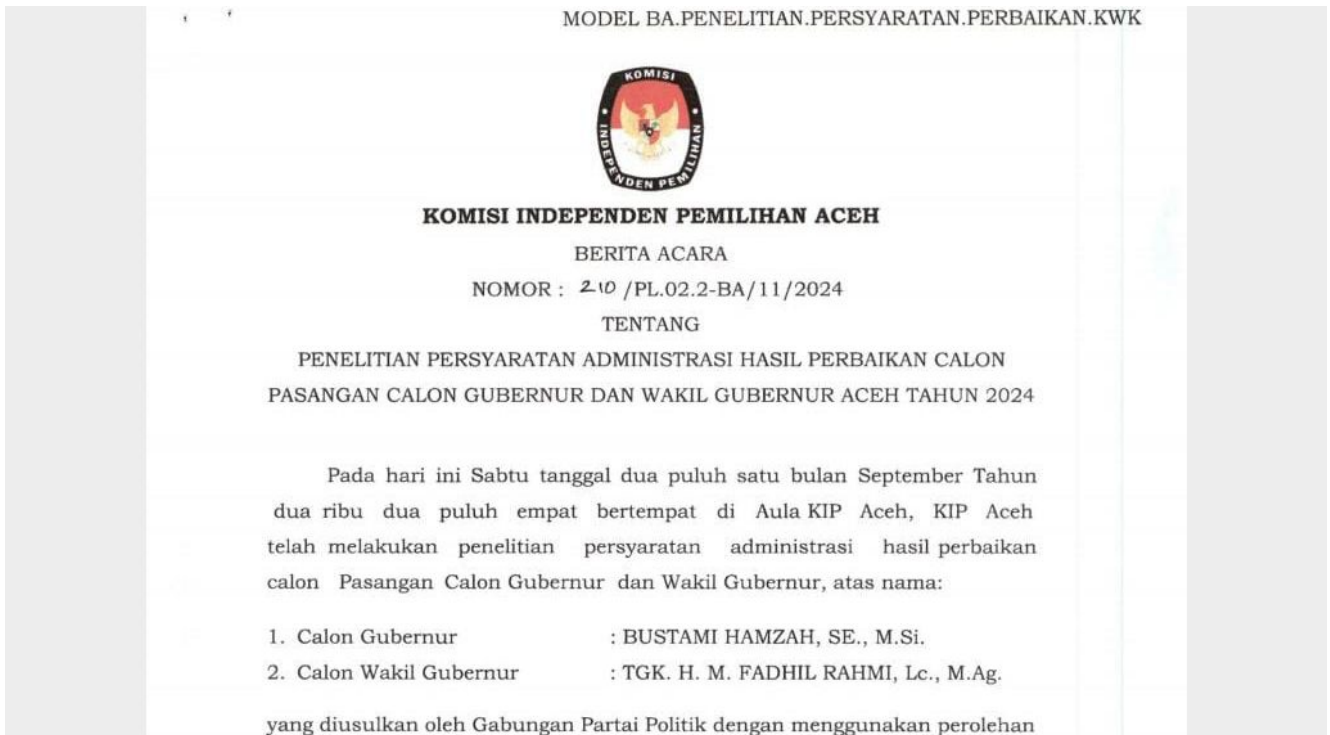 MODEL BA.PENELITIAN.PERSYARATAN.PERBAIKAN.KWK
KOMISI
INDEPENDEN PEMILIHAN
KOMISI INDEPENDEN PEMILIHAN ACEH
BERITA ACARA
NOMOR : 210 /PL.02.2-BA/11/2024
TENTANG
PENELITIAN PERSYARATAN ADMINISTRASI HASIL PERBAIKAN CALON
PASANGAN CALON GUBERNUR DAN WAKIL GUBERNUR ACEH TAHUN 2024
Pada hari ini Sabtu tanggal dua puluh satu bulan September Tahun
dua ribu dua puluh empat bertempat di Aula KIP Aceh, KIP Aceh
telah melakukan penelitian persyaratan administrasi hasil perbaikan
calon Pasangan Calon Gubernur dan Wakil Gubernur, atas nama:
1. Calon Gubernur : BUSTAMI HAMZAH, SE., M.Si.
2. Calon Wakil Gubernur : TGK. H. M. FADHIL RAHMI, Lc., M.Ag.
yang diusulkan oleh Gabungan Partai Politik dengan menggunakan perolehan